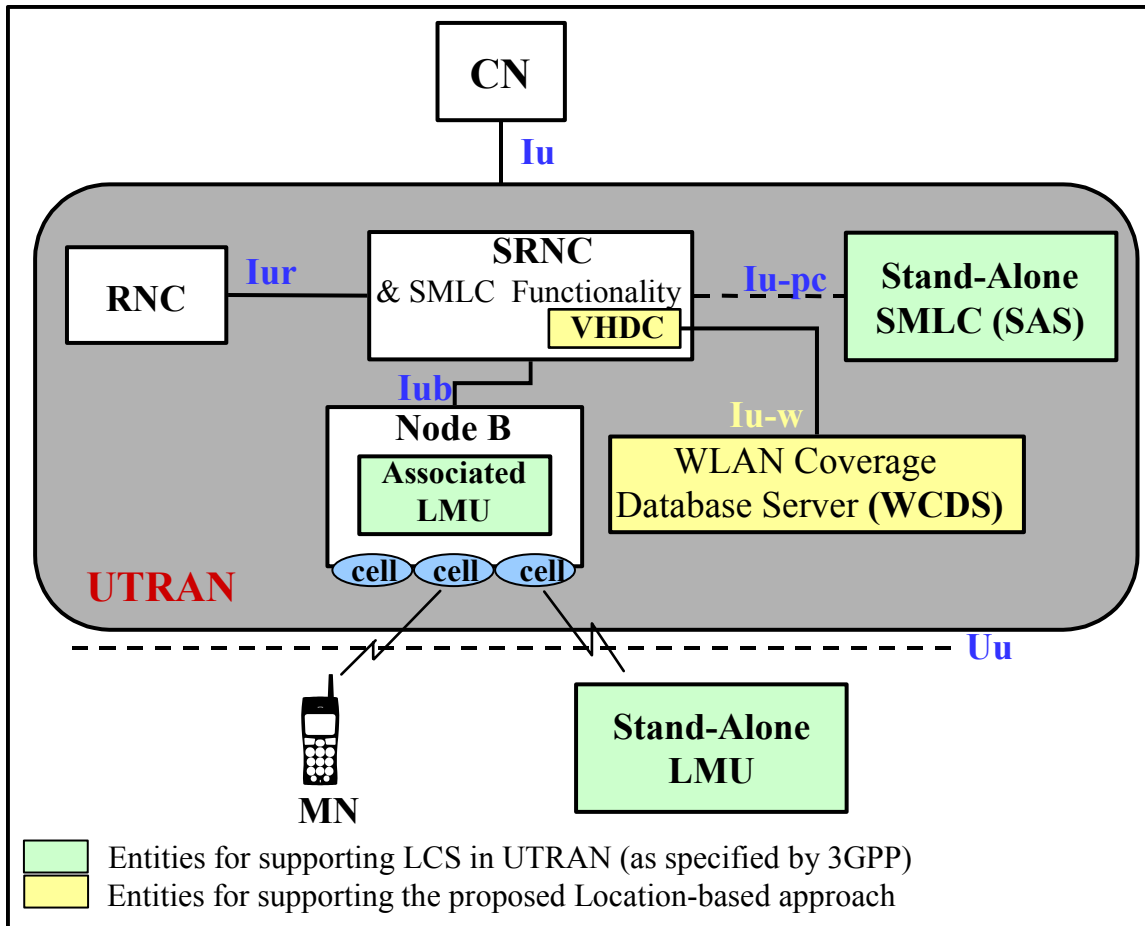 CN
Iu
RNC
Iur
SRNC
& SMLC Functionality
VHDC
Iu-pc
Stand-Alone
SMLC (SAS)
Iub
Iu-w
Node B
Associated
LMU
WLAN Coverage
Database Server (WCDS)
cell
cell
cell
UTRAN
Uu
MN
Stand-Alone
LMU
Entities for supporting LCS in UTRAN (as specified by 3GPP)
Entities for supporting the proposed Location-based approach